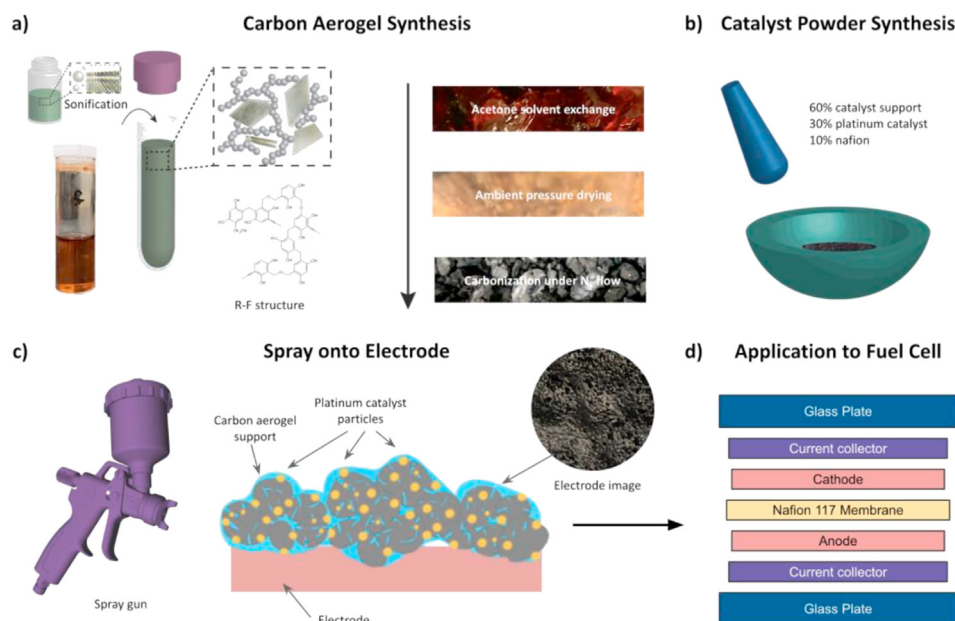 a) Carbon Aerogel Synthesis
Sonification
R-F structure
Acetone solvent exchange
Ambient pressure drying
Carbonization under N₂ flow
b) Catalyst Powder Synthesis
60% catalyst support
30% platinum catalyst
10% nafion
c) Spray onto Electrode
Spray gun
Carbon aerogel
support
Platinum catalyst
particles
Electrode image
Electrode
d) Application to Fuel Cell
Glass Plate
Current collector
Cathode
Nafion 117 Membrane
Anode
Current collector
Glass Plate